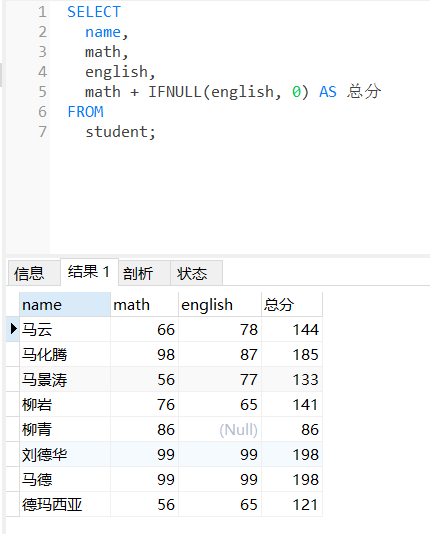 1 SELECT
2 name,
3 math,
4 english,
5 math + IFNULL(english, 0) AS 总分
6 FROM
7 student;
信息 结果 1 剖析 状态
name math english 总分
马云 66 78 144
马化腾 98 87 185
马景涛 56 77 133
柳岩 76 65 141
柳青 86 (Null) 86
刘德华 99 99 198
马德 99 99 198
德玛西亚 56 65 121